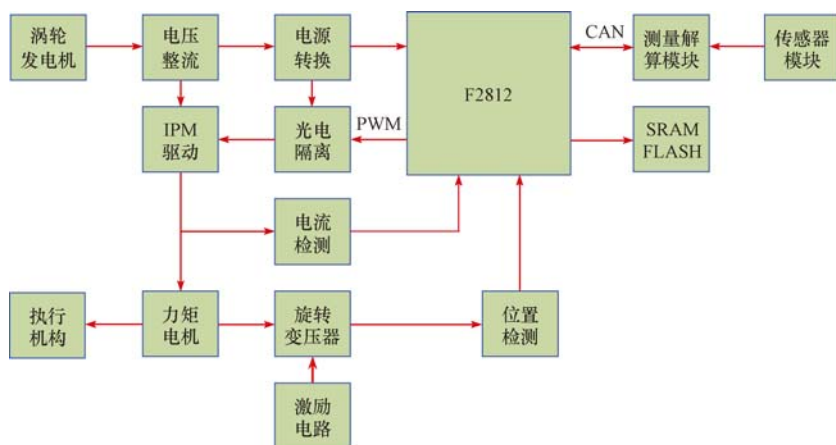 涡轮
发电机
电压
整流
电源
转换
F2812
CAN
测量解
算模块
传感器
模块
IPM
驱动
光电
隔离
PWM
SRAM
FLASH
电流
检测
执行
机构
力矩
电机
旋转
变压器
位置
检测
激励
电路